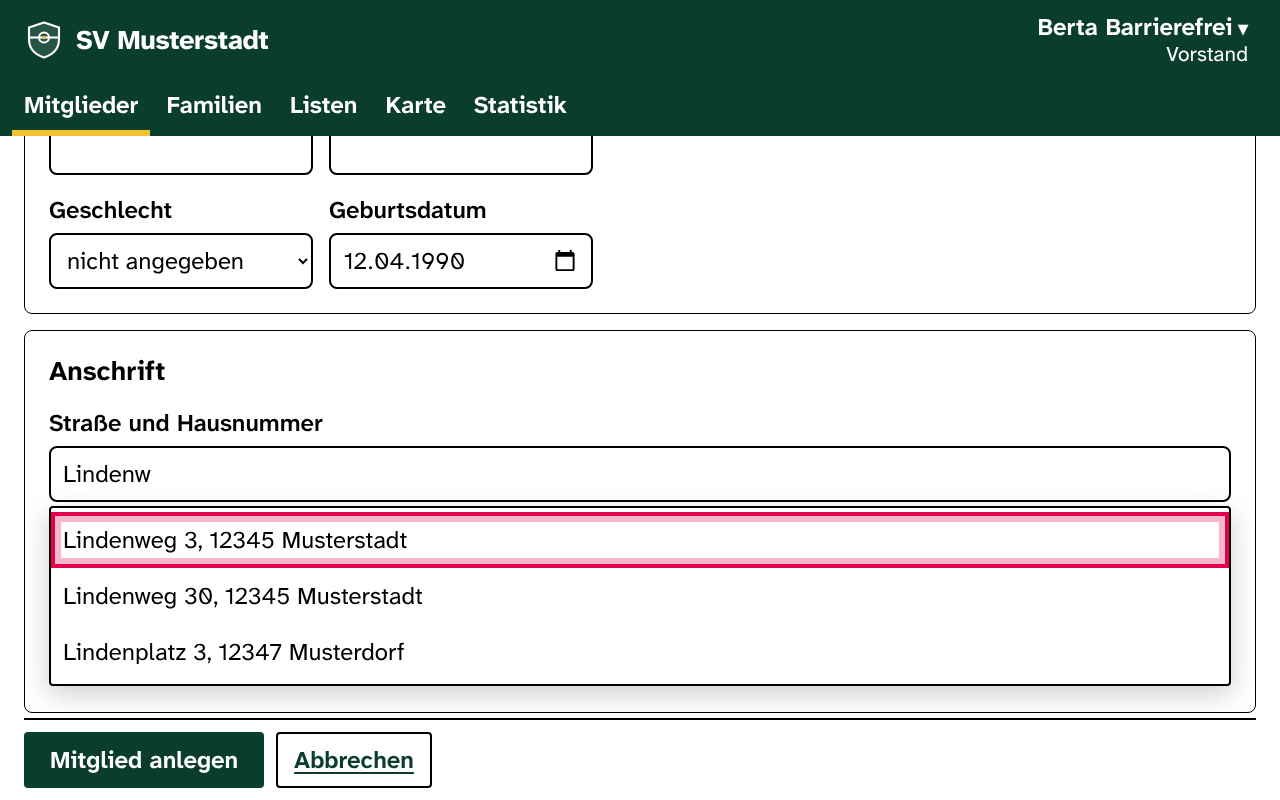 SV Musterstadt
Berta Barrierefrei ▾
Vorstand
Mitglieder Familien Listen Karte Statistik
Geschlecht Geburtsdatum
nicht angegeben 12.04.1990
Anschrift
Straße und Hausnummer
Lindenw
Lindenweg 3, 12345 Musterstadt
Lindenweg 30, 12345 Musterstadt
Lindenplatz 3, 12347 Musterdorf
Mitglied anlegen Abbrechen